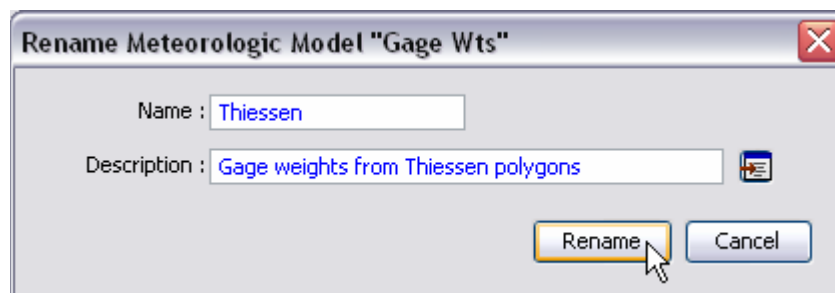 Rename Meteorologic Model "Gage Wts"
Name : Thiessen
Description : Gage weights from Thiessen polygons
Rename Cancel